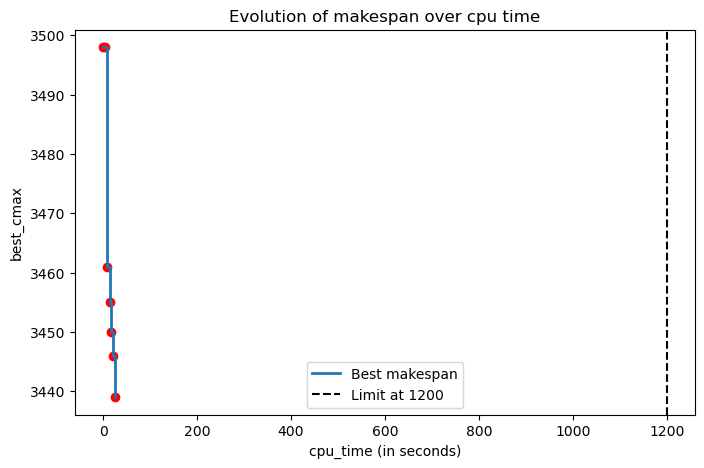 Evolution of makespan over cpu time
3500
3490
3480
3470
3460
3450
3440
best_cmax
Best makespan
Limit at 1200
0
200
400
600
800
1000
1200
cpu_time (in seconds)